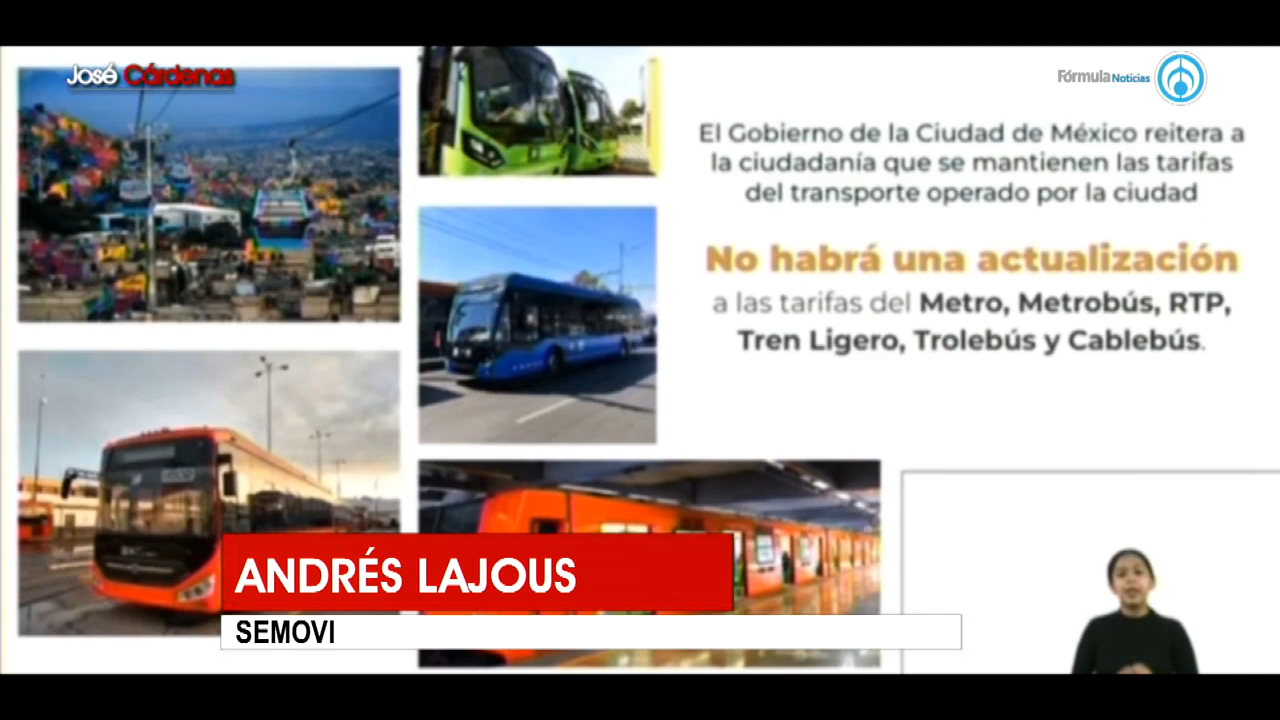 José Cárdenas
Fórmula Noticias
El Gobierno de la Ciudad de México reitera a
la ciudadanía que se mantienen las tarifas
del transporte operado por la ciudad
No habrá una actualización
a las tarifas del Metro, Metrobús, RTP,
Tren Ligero, Trolebús y Cablebús.
ANDRÉS LAJOUS
SEMOVI